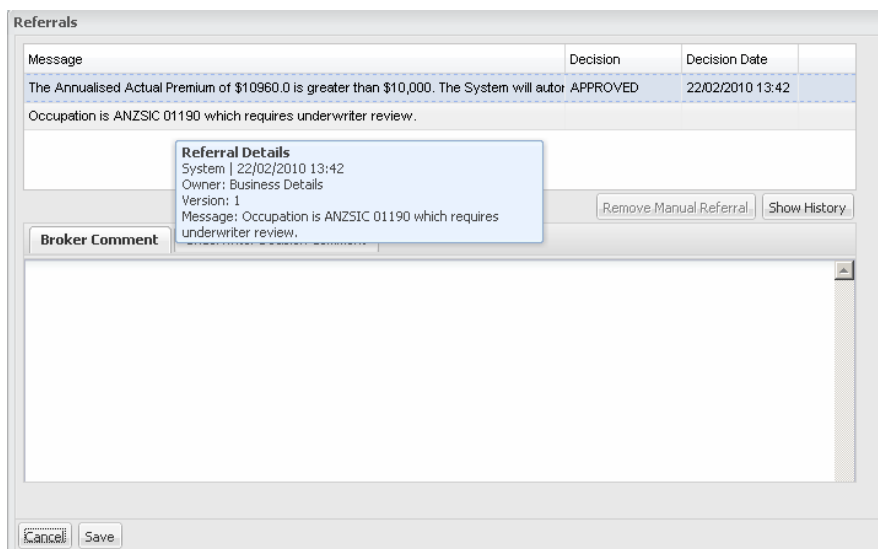 Referrals
Message Decision Decision Date
The Annualised Actual Premium of $10960.0 is greater than $10,000. The System will autor APPROVED 22/02/2010 13:42
Occupation is ANZSIC 01190 which requires underwriter review.
Referral Details
System | 22/02/2010 13:42
Owner: Business Details
Version: 1
Message: Occupation is ANZSIC 01190 which requires
underwriter review.
Remove Manual Referral Show History
Broker Comment
Cancel Save